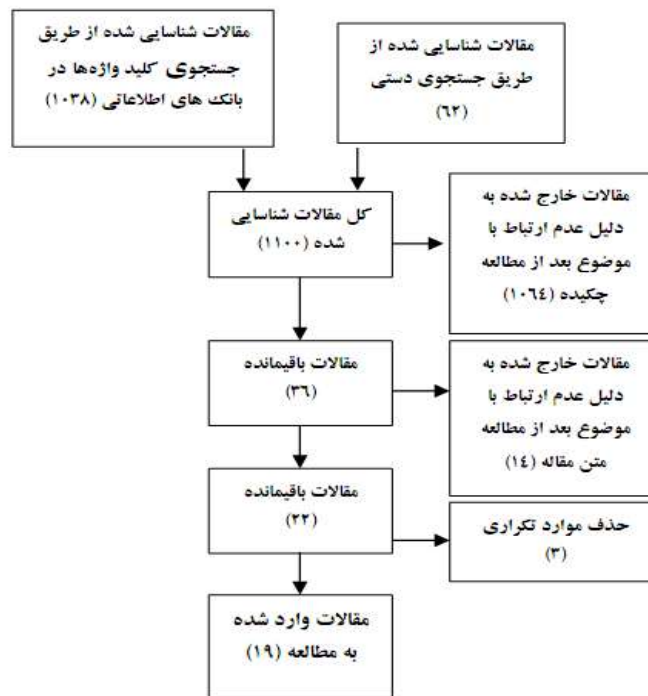 مقالات شناسایی شده از طریق
جستجوی کلید واژه‌ها در
بانک های اطلاعاتی (۱۰۳۸)
مقالات شناسایی شده از
طریق جستجوی دستی
(۶۲)
کل مقالات شناسایی
شده (۱۱۰۰)
مقالات خارج شده به
دلیل عدم ارتباط با
موضوع بعد از مطالعه
چکیده (۱۰۶۴)
مقالات باقیمانده
(۳۶)
مقالات خارج شده به
دلیل عدم ارتباط با
موضوع بعد از مطالعه
متن مقاله (۱۴)
مقالات باقیمانده
(۲۲)
حذف موارد تکراری
(۳)
مقالات وارد شده
به مطالعه (۱۹)